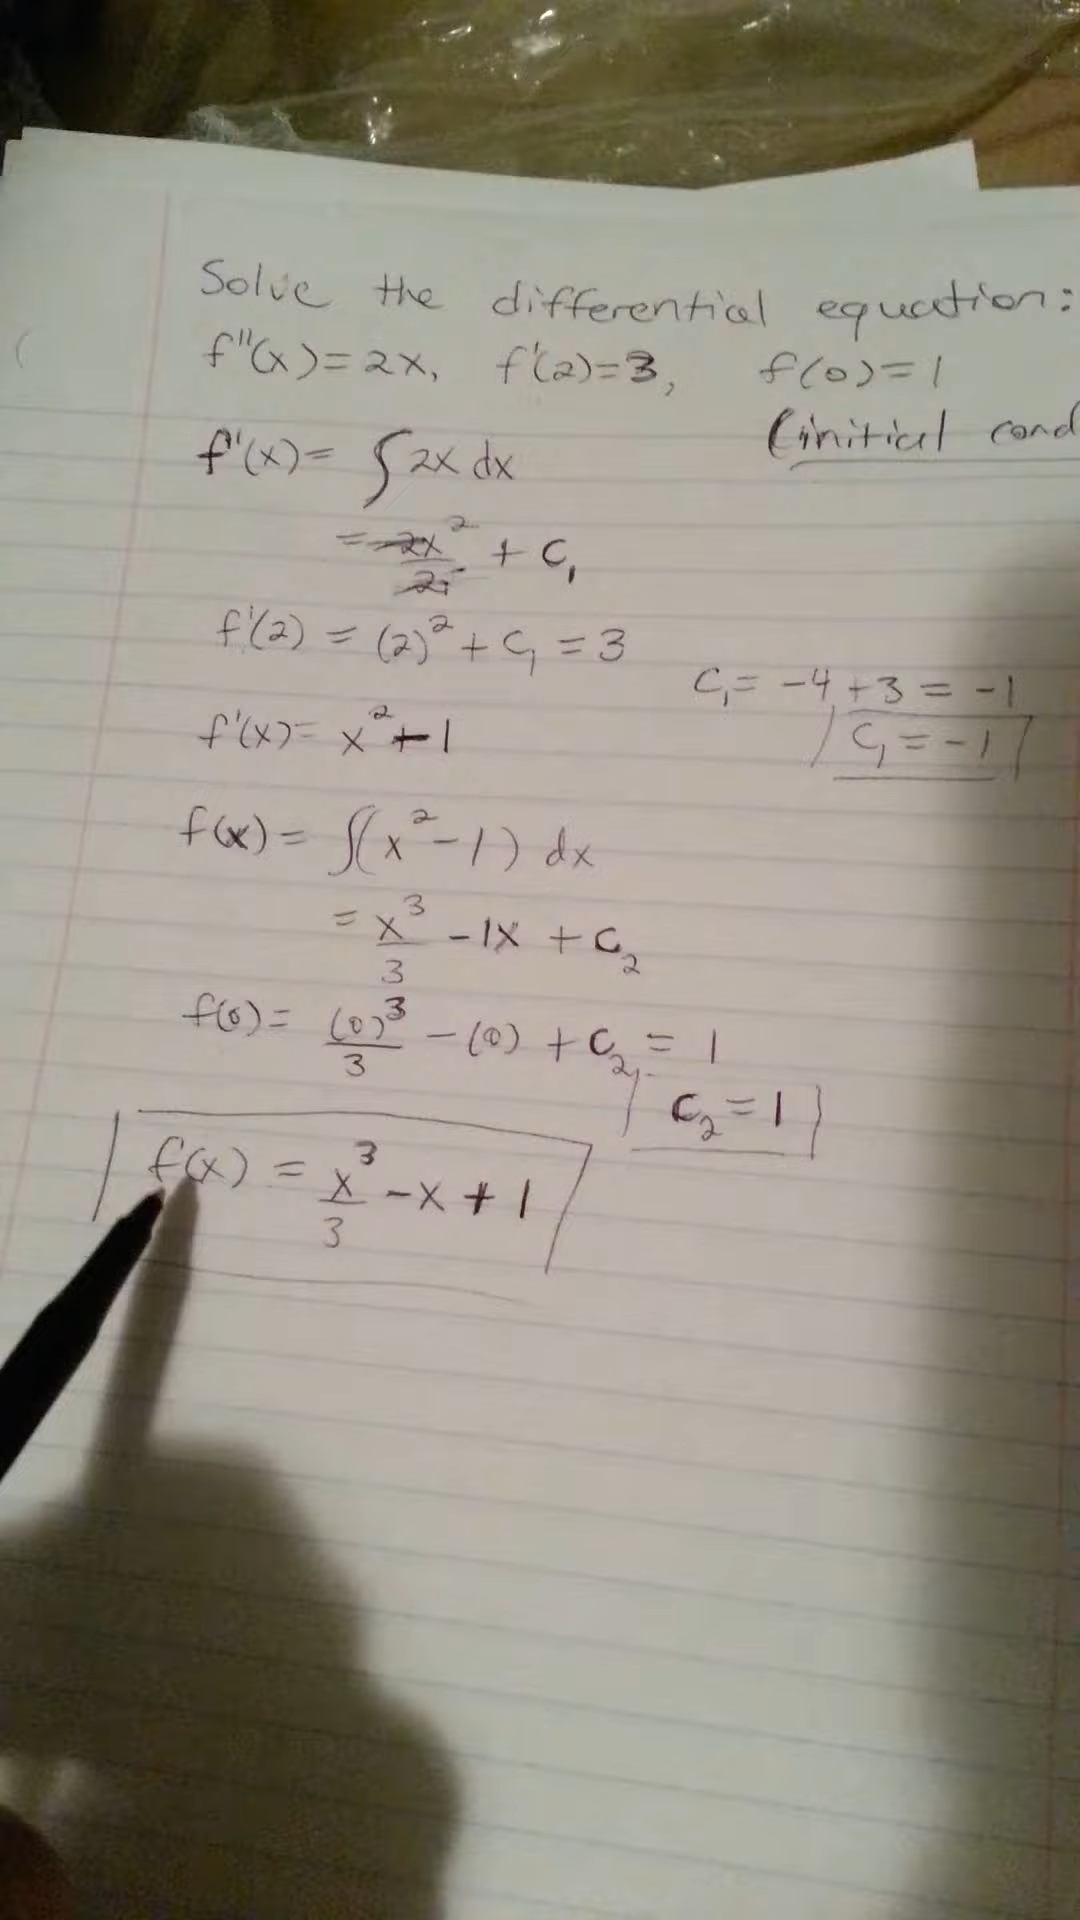 Solve the differential equation:
f''(x)=2x, f'(2)=3, f(0)=1
(initial cond
f'(x)= ∫2x dx
= 2x²/2 + C₁
f'(2) = (2)² + C₁ = 3
C₁= -4 +3 = -1
f'(x)= x² - 1
C₁ = -1
f(x)= ∫(x² - 1) dx
= x³/3 - 1x + C₂
f(0)= (0)³/3 - (0) + C₂ = 1
C₂ = 1
f(x) = x³/3 - x + 1